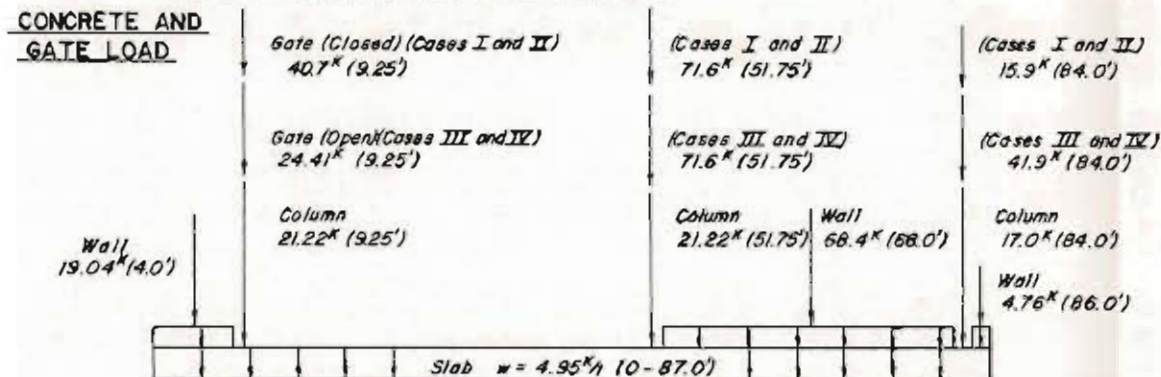 CONCRETE AND
GATE LOAD
Gate (Closed) (Cases I and II)
40.7ᴷ (9.25')
(Cases I and II)
71.6ᴷ (51.75')
(Cases I and II)
15.9ᴷ (84.0')
Gate (Open)(Cases III and IV)
24.41ᴷ (9.25')
(Cases III and IV)
71.6ᴷ (51.75')
(Cases III and IV)
41.9ᴷ (84.0')
Wall
19.04ᴷ (4.0')
Column
21.22ᴷ (9.25')
Column
21.22ᴷ (51.75')
Wall
68.4ᴷ (68.0')
Column
17.0ᴷ (84.0')
Wall
4.76ᴷ (86.0')
Slab w = 4.95ᴷ/₁ (0-87.0')